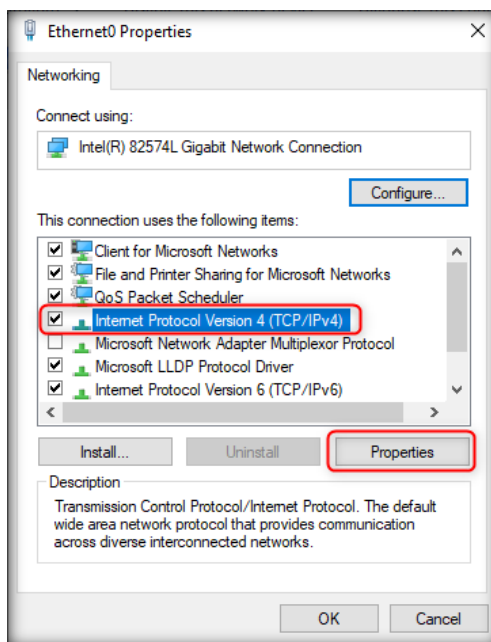 Ethernet0 Properties
Networking
Connect using:
Intel(R) 82574L Gigabit Network Connection
Configure...
This connection uses the following items:
Client for Microsoft Networks
File and Printer Sharing for Microsoft Networks
QoS Packet Scheduler
Internet Protocol Version 4 (TCP/IPv4)
Microsoft Network Adapter Multiplexor Protocol
Microsoft LLDP Protocol Driver
Internet Protocol Version 6 (TCP/IPv6)
Install...
Uninstall
Properties
Description
Transmission Control Protocol/Internet Protocol. The default
wide area network protocol that provides communication
across diverse interconnected networks.
OK
Cancel